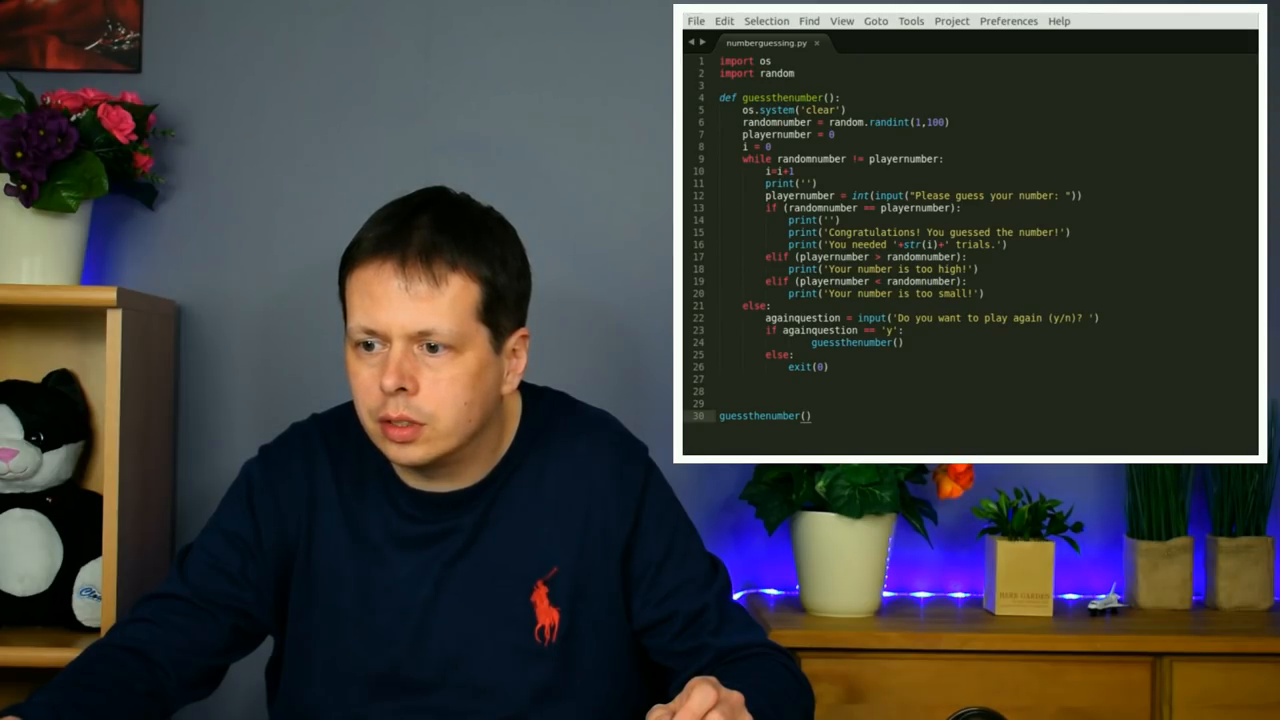 File Edit Selection Find View Goto Tools Project Preferences Help
numberguessing.py ×
1 import os
2 import random
3
4 def guessthenumber():
5     os.system('clear')
6     randomnumber = random.randint(1,100)
7     playernumber = 0
8     i = 0
9     while randomnumber != playernumber:
10         i=i+1
11         print('')
12         playernumber = int(input("Please guess your number: "))
13         if (randomnumber == playernumber):
14             print('')
15             print('Congratulations! You guessed the number!')
16             print('You needed '+str(i)+' trials.')
17         elif (playernumber > randomnumber):
18             print('Your number is too high!')
19         elif (playernumber < randomnumber):
20             print('Your number is too small!')
21     else:
22         againquestion = input('Do you want to play again (y/n)? ')
23         if againquestion == 'y':
24                 guessthenumber()
25         else:
26             exit(0)
27
28
29
30 guessthenumber()
HERB GARDEN